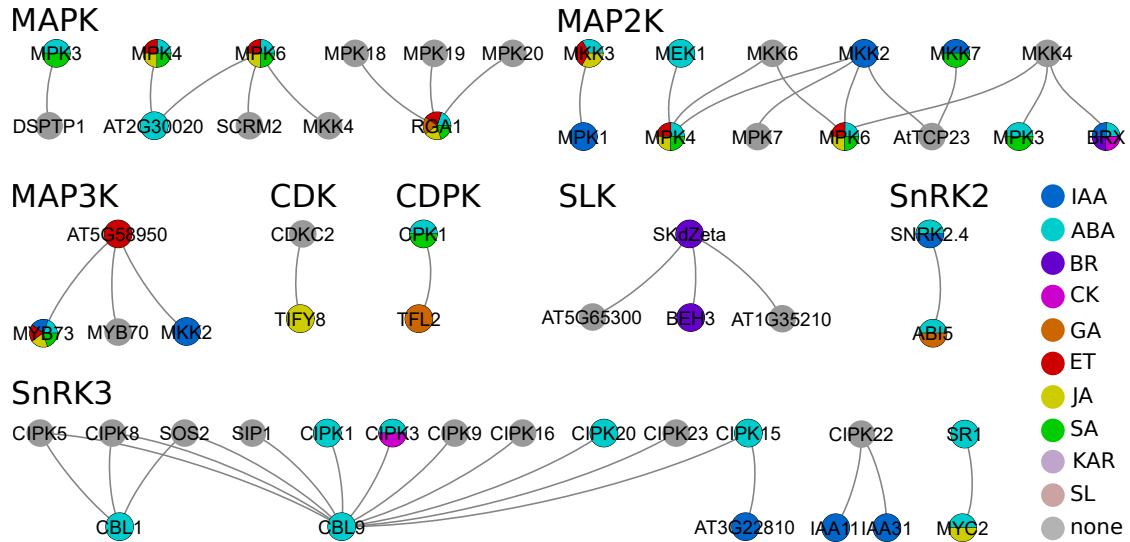 MAPK
MAP2K
MPK3 MPK4 MPK6 MPK18 MPK19 MPK20
MKK3 MEK1 MKK6 MKK2 MKK7 MKK4
DSPTP1 AT2G30020 SCRM2 MKK4 RGA1
MPK1 MPK4 MPK7 MPK6 AtTCP23 MPK3 BRX
MAP3K CDK CDPK SLK SnRK2
AT5G58950 CDKC2 CPK1 SKdZeta SNRK2.4
MYB73 MYB70 MKK2 TIFY8 TFL2 AT5G65300 BEH3 AT1G35210 ABI5
IAA
ABA
BR
CK
GA
ET
JA
SA
KAR
SL
none
SnRK3
CIPK5 CIPK8 SOS2 SIP1 CIPK1 CIPK3 CIPK9 CIPK16 CIPK20 CIPK23 CIPK15 CIPK22 SR1
CBL1 CBL9 AT3G22810 IAA11 IAA31 MYC2